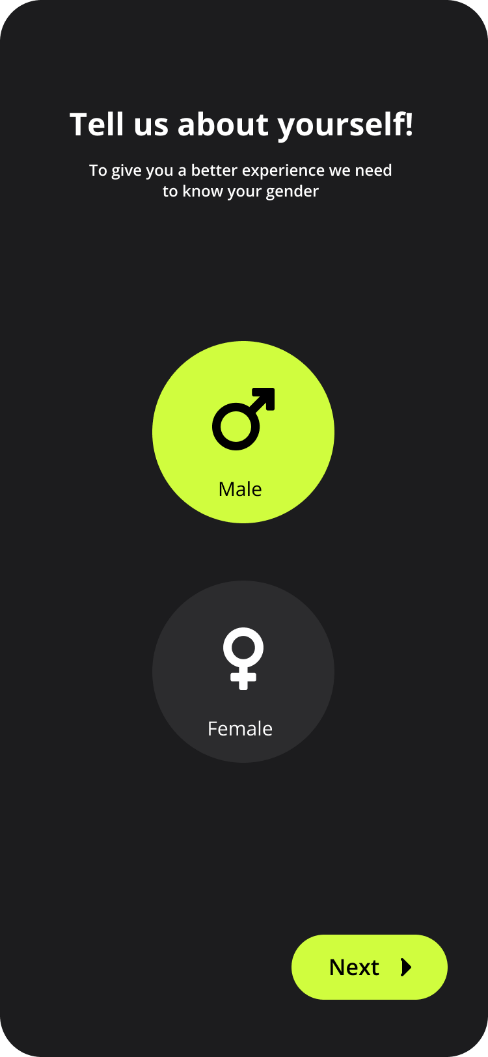 Tell us about yourself!
To give you a better experience we need
to know your gender
Male
Female
Next